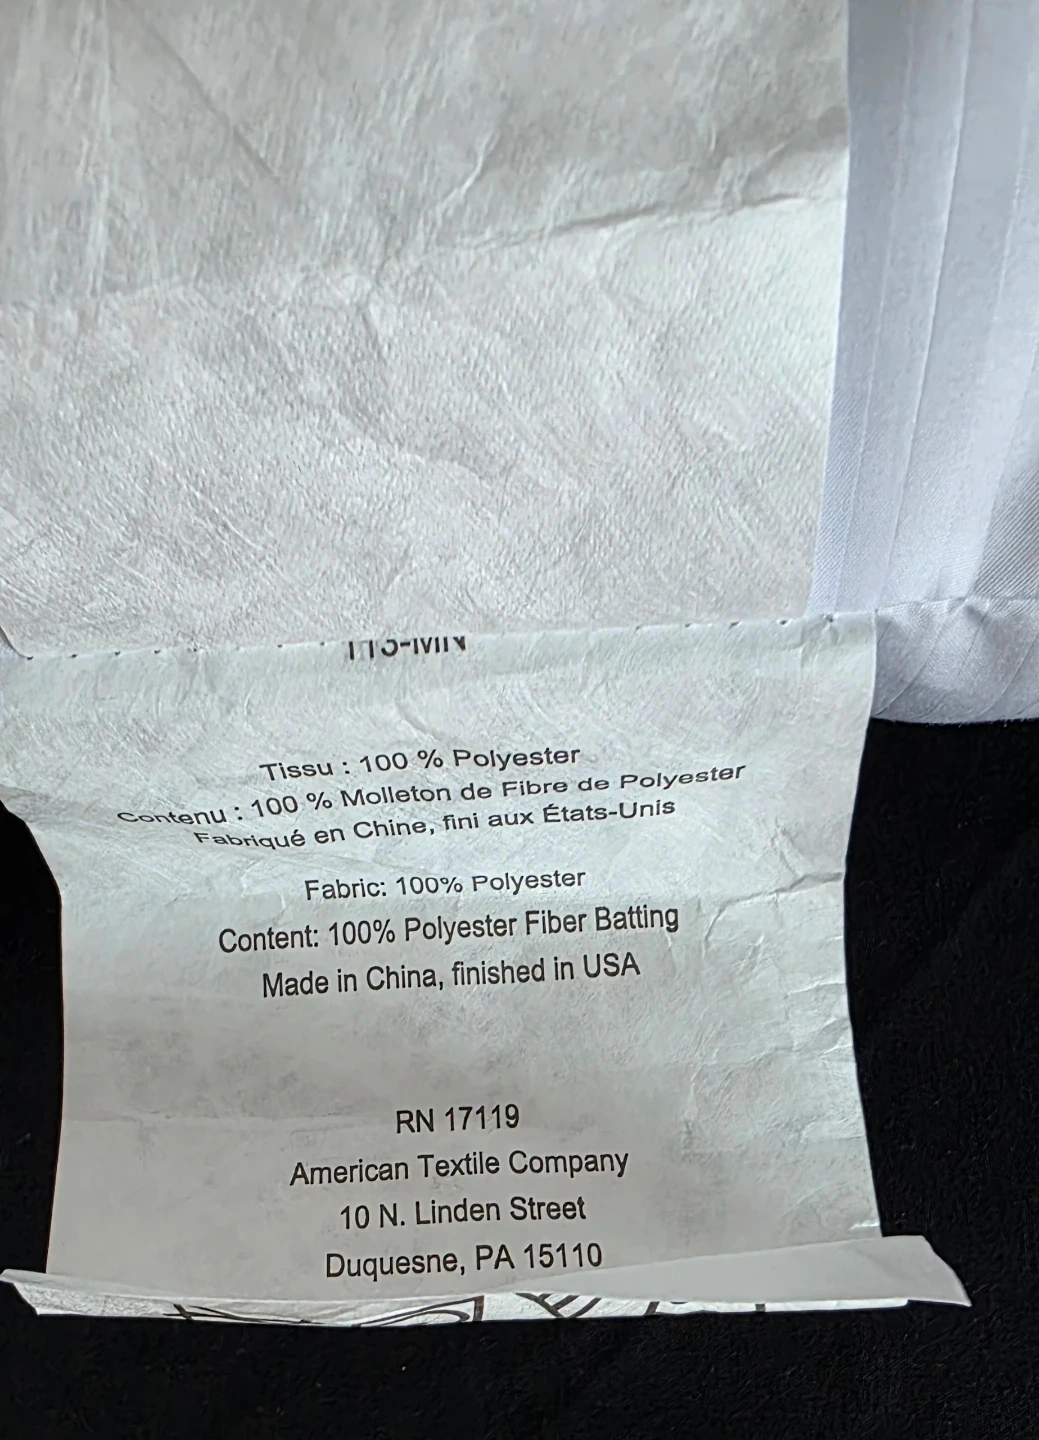 Tissu : 100 % Polyester
Contenu : 100 % Molleton de Fibre de Polyester
Fabriqué en Chine, fini aux États-Unis
Fabric: 100% Polyester
Content: 100% Polyester Fiber Batting
Made in China, finished in USA
RN 17119
American Textile Company
10 N. Linden Street
Duquesne, PA 15110